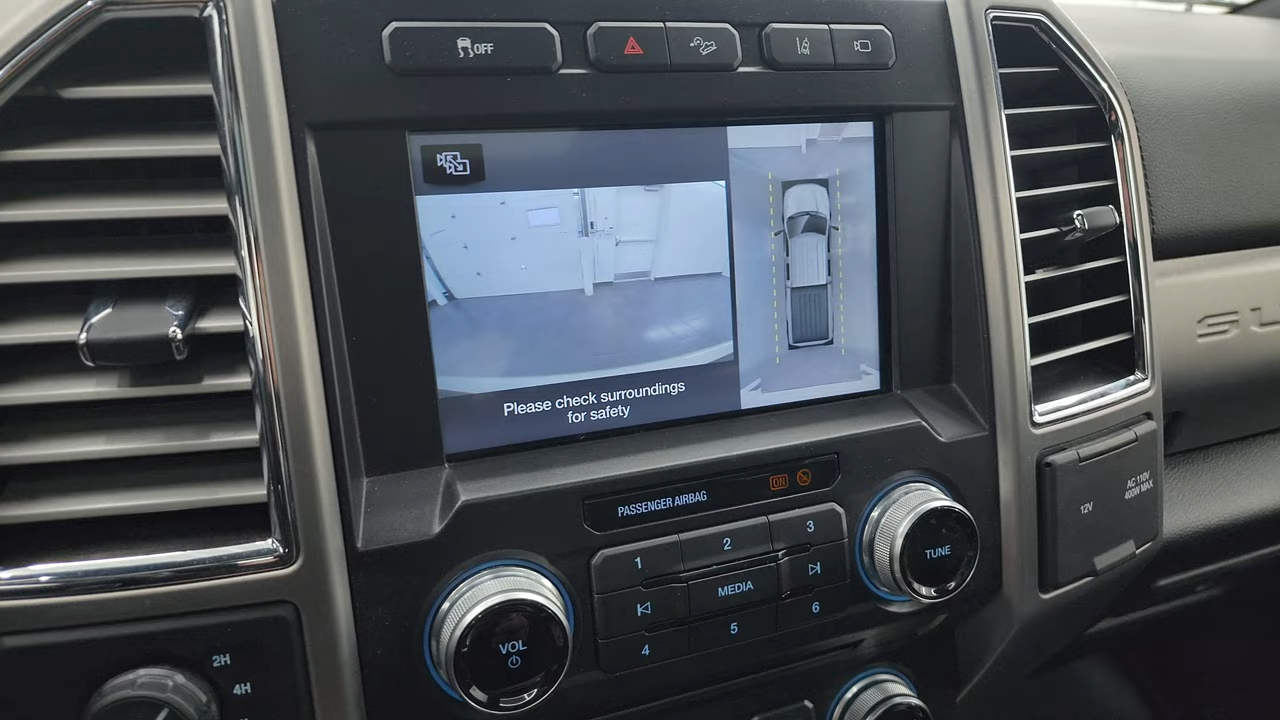 OFF
Please check surroundings
for safety
PASSENGER AIRBAG
ON
1
2
3
MEDIA
4
5
6
VOL
TUNE
2H
4H
12V
AC 110V
400W MAX
SU